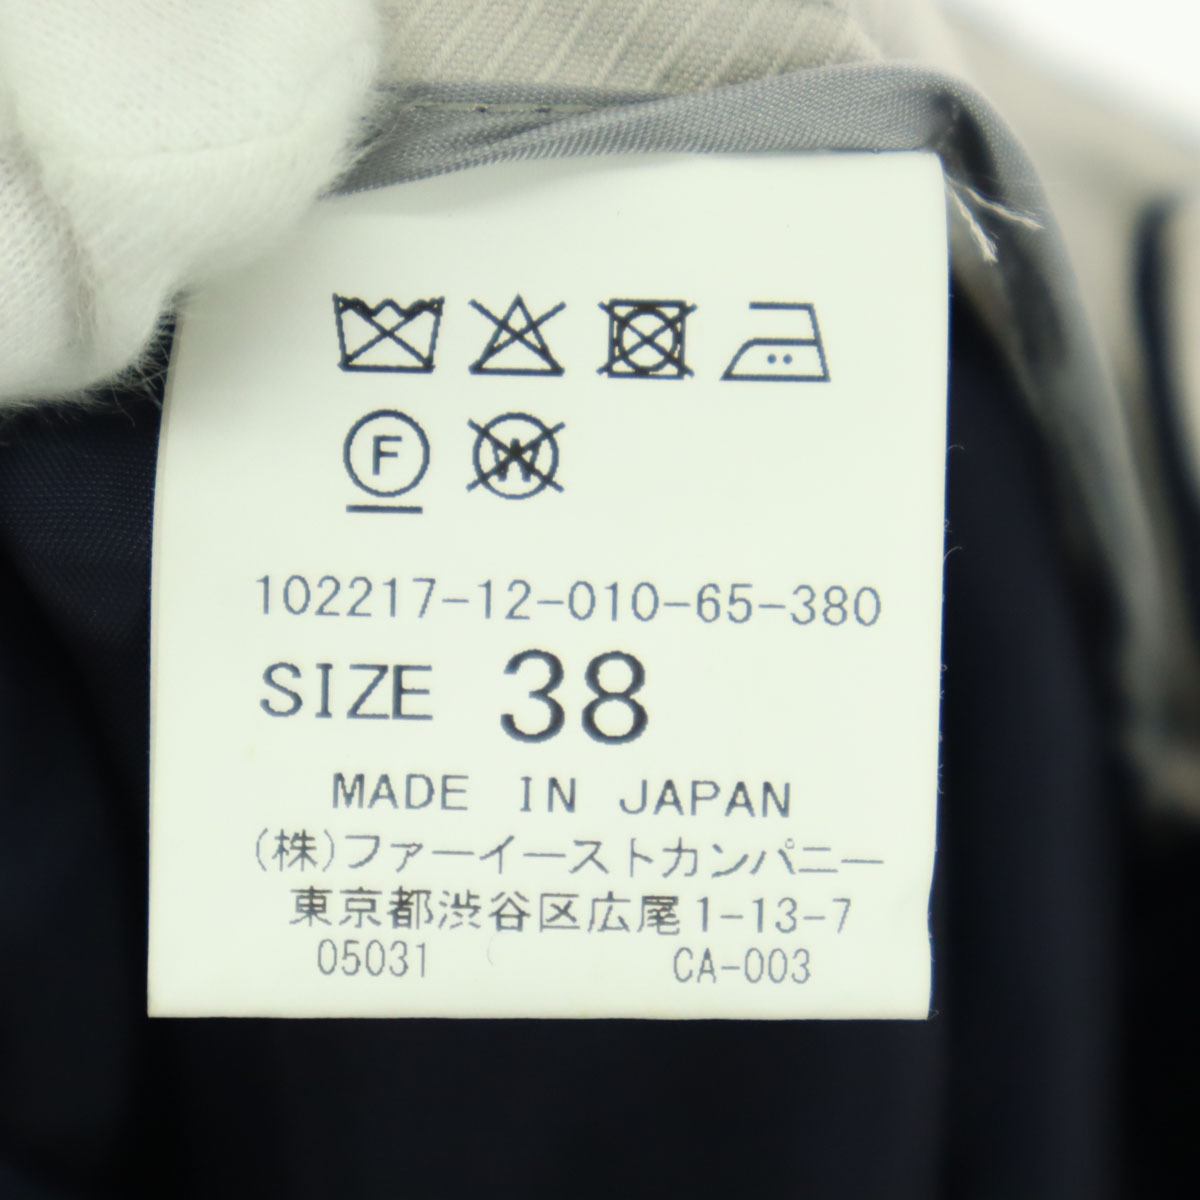 F W
102217-12-010-65-380
SIZE 38
MADE IN JAPAN
(株)ファーイーストカンパニー
東京都渋谷区広尾1-13-7
05031 CA-003